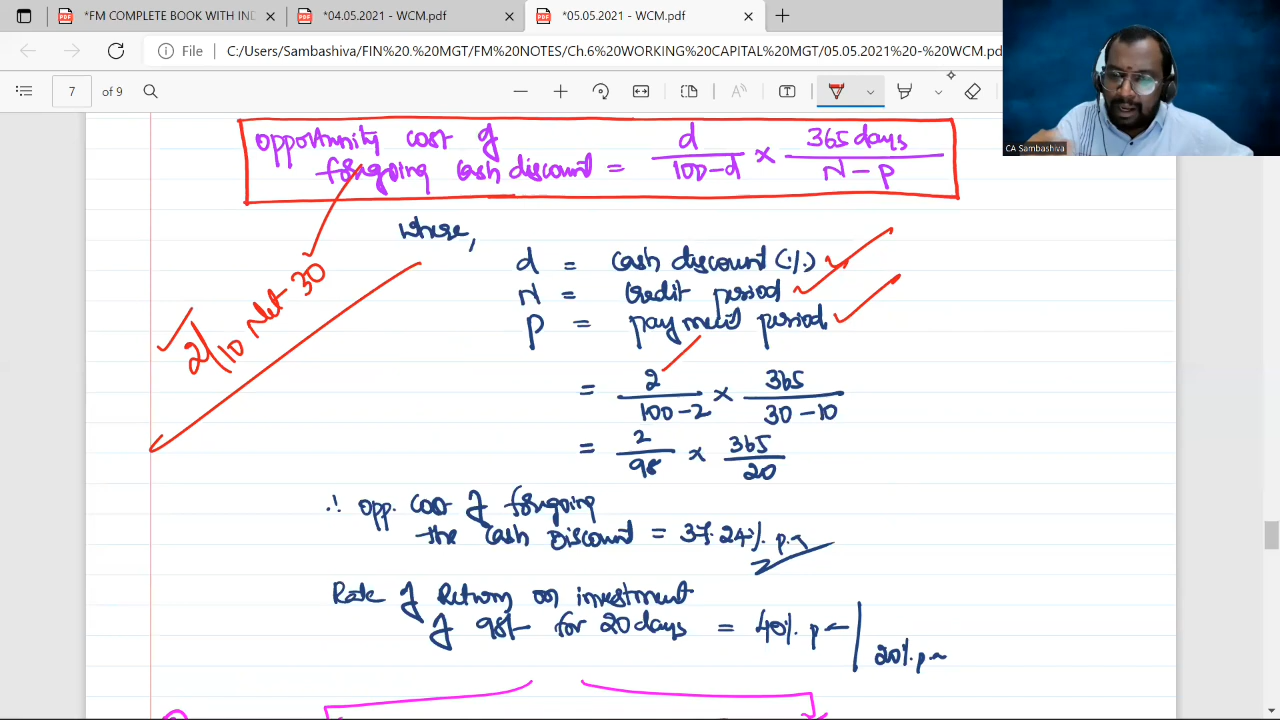 *FM COMPLETE BOOK WITH IND
*04.05.2021 - WCM.pdf
*05.05.2021 - WCM.pdf
File C:/Users/Sambashiva/FIN%20.%20MGT/FM%20NOTES/Ch.6%20WORKING%20CAPITAL%20MGT/05.05.2021%20-%20WCM.pd
7 of 9
CA Sambashiva
opportunity cost of
forgoing Cash discount = d/100-d × 365 days/N-P
where,
d = Cash discount (%)
N = Credit period
P = payment period
2/10 Net 30
= 2/100-2 × 365/30-10
= 2/98 × 365/20
∴ opp. cost of forgoing
the Cash Discount = 37.24% p.a
Rate of Return on investment
of 98/- for 20 days = 40% p.a | 20% p.a